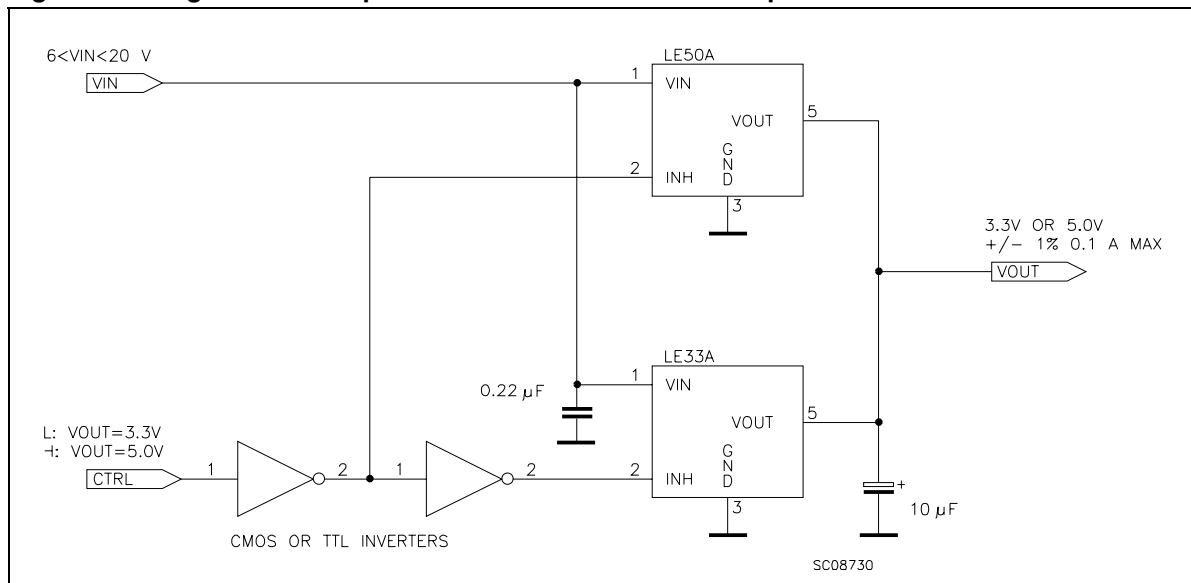 6<VIN<20 V
VIN
LE50A
1
VIN
VOUT
5
GND
2
INH
3
3.3V OR 5.0V
+/- 1% 0.1 A MAX
VOUT
LE33A
1
VIN
0.22 µF
VOUT
5
GND
2
INH
3
L: VOUT=3.3V
H: VOUT=5.0V
CTRL
1
2
1
2
+
10 µF
CMOS OR TTL INVERTERS
SC08730